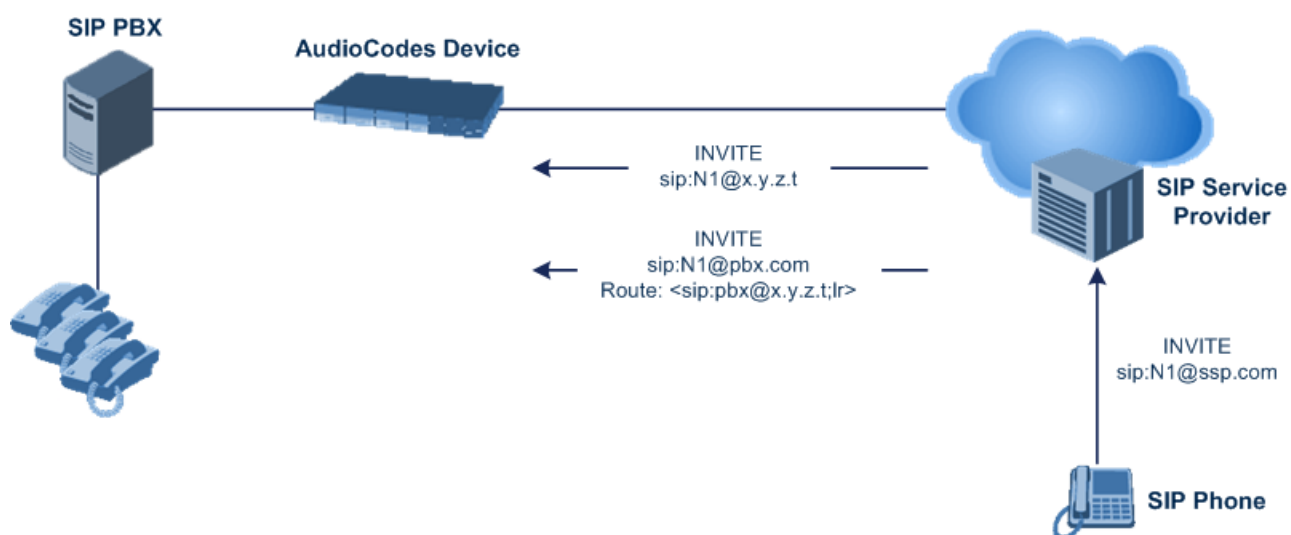 SIP PBX
AudioCodes Device
INVITE
sip:N1@x.y.z.t
SIP Service
Provider
INVITE
sip:N1@pbx.com
Route: <sip:pbx@x.y.z.t;lr>
INVITE
sip:N1@ssp.com
SIP Phone